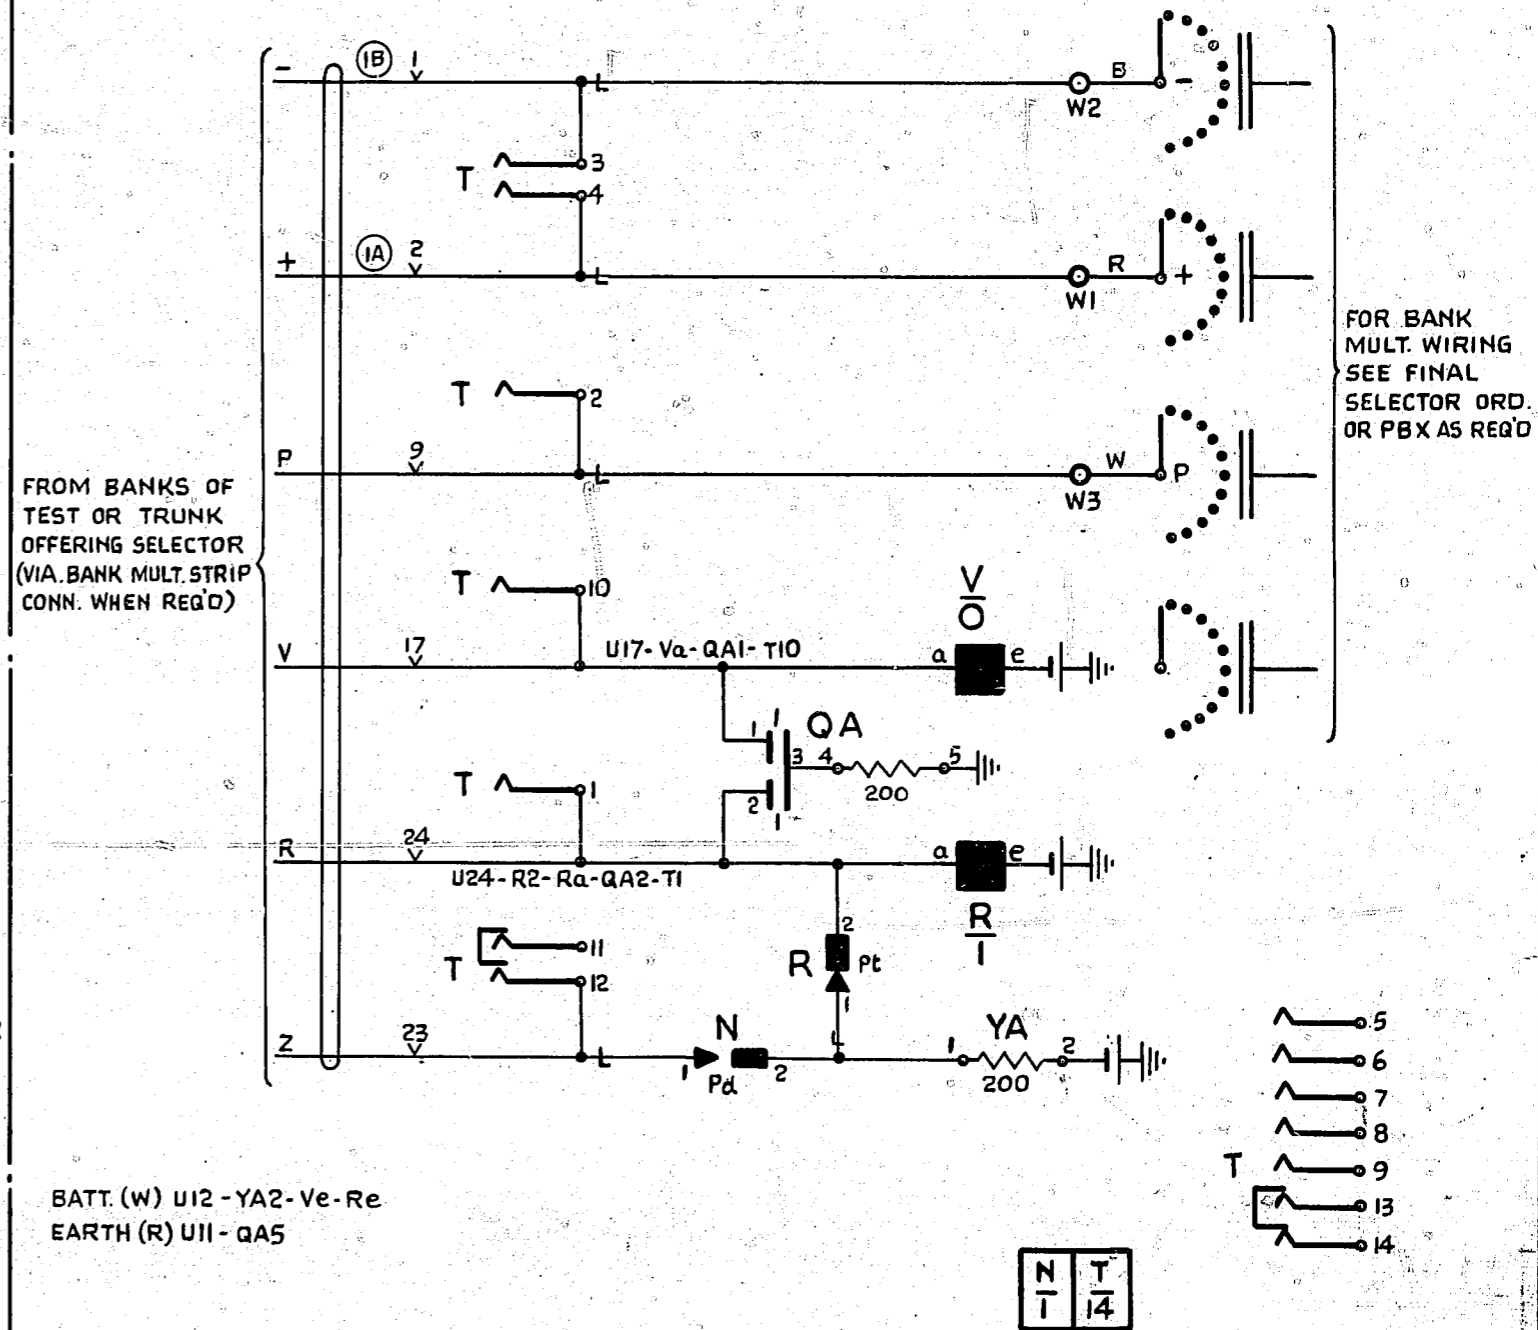 - 1B 1 L B -
W2
T 3
4
+ 1A 2 L R +
W1
FOR BANK
MULT. WIRING
SEE FINAL
SELECTOR ORD.
OR PBX AS REQ'D
T 2
P 9 L W P
W3
FROM BANKS OF
TEST OR TRUNK
OFFERING SELECTOR
(VIA. BANK MULT. STRIP
CONN. WHEN REQ'D)
T 10
V
O
V 17 U17-Va-QA1-T10 a e
1 1 QA
3 4 5
200
2 1
T 1
R 24 a e
U24-R2-Ra-QA2-T1
R
1
2
R Pt
1
L
T 11
12
Z 23 L 1 N 2
Pd
1 YA 2
200
5
6
7
8
T 9
13
14
BATT. (W) U12-YA2-Ve-Re
EARTH (R) U11-QA5
N T
1 14